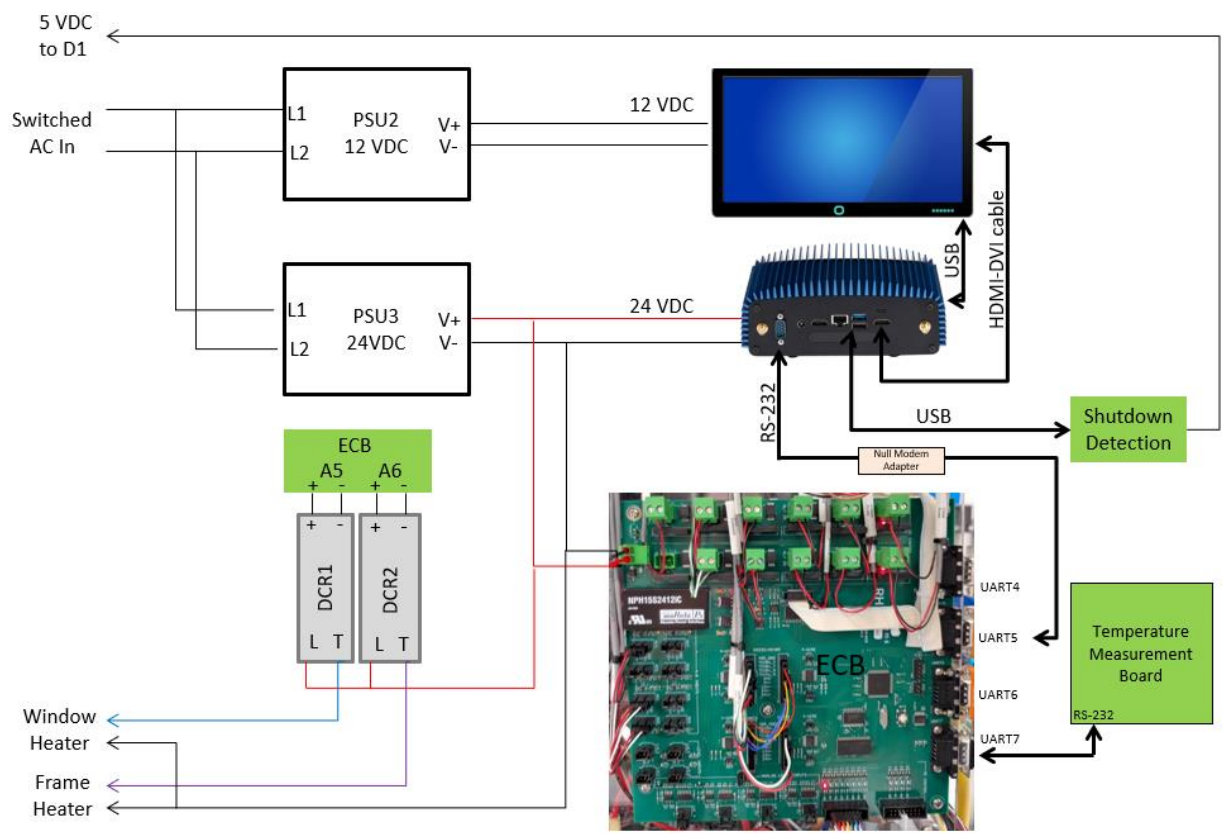 5 VDC
to D1
Switched
AC In
L1
L2
PSU2
12 VDC
V+
V-
12 VDC
HDMI-DVI cable
USB
L1
L2
PSU3
24VDC
V+
V-
24 VDC
RS-232
USB
Shutdown
Detection
Null Modem
Adapter
ECB
A5 A6
+ - + -
+ - + -
DCR1
DCR2
L T L T
NPH15S2412iC
ECB
UART4
UART5
UART6
UART7
Temperature
Measurement
Board
RS-232
Window
Heater
Frame
Heater